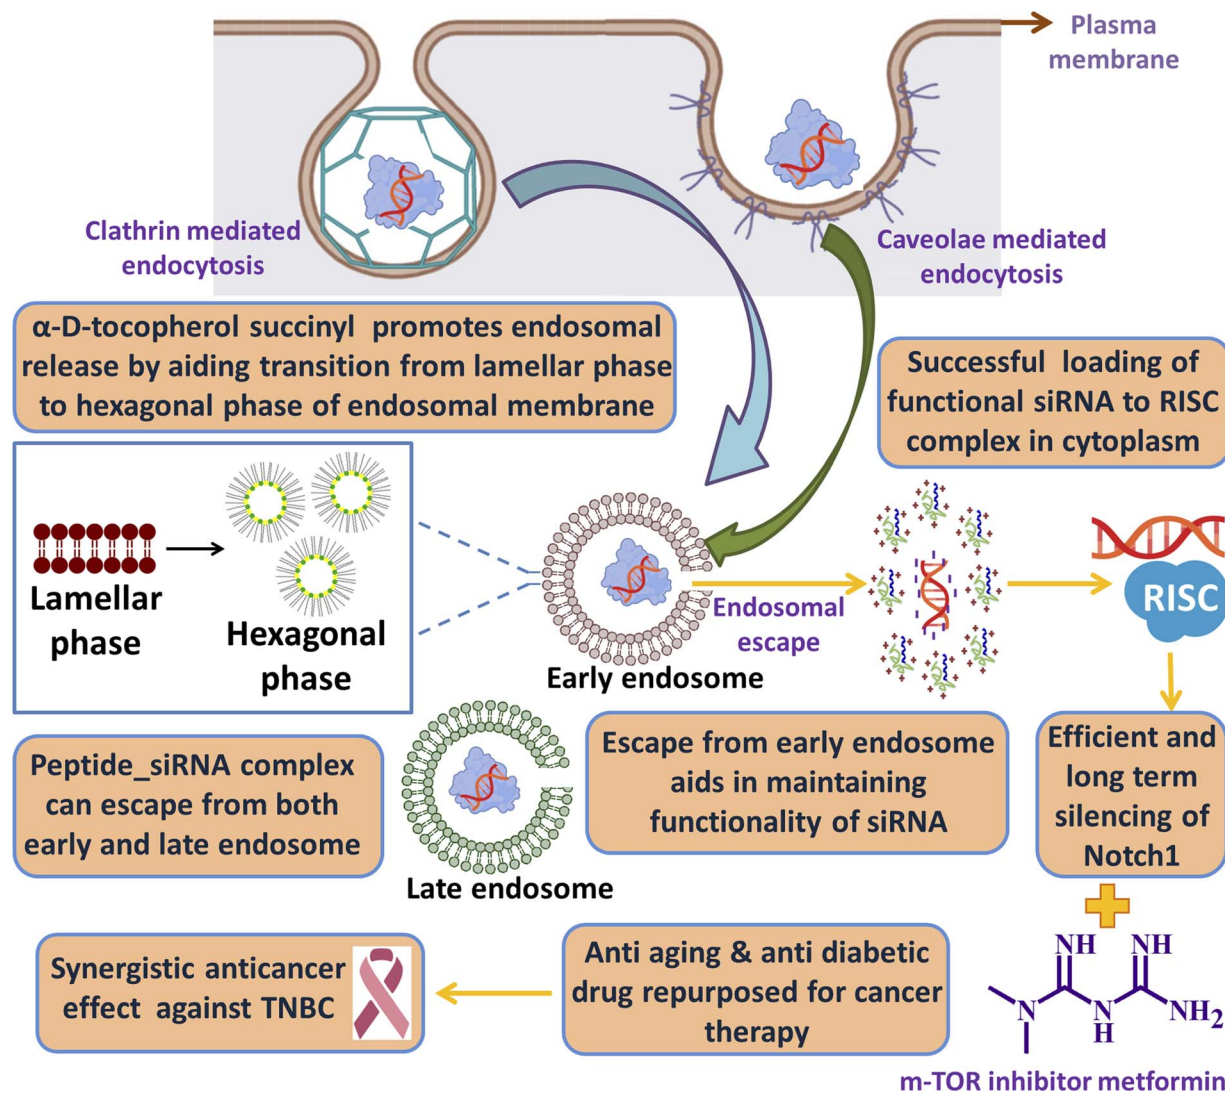 Plasma
membrane
Clathrin mediated
endocytosis
Caveolae mediated
endocytosis
α-D-tocopherol succinyl promotes endosomal
release by aiding transition from lamellar phase
to hexagonal phase of endosomal membrane
Successful loading of
functional siRNA to RISC
complex in cytoplasm
Lamellar
phase
Hexagonal
phase
Early endosome
Endosomal
escape
RISC
Peptide_siRNA complex
can escape from both
early and late endosome
Late endosome
Escape from early endosome
aids in maintaining
functionality of siRNA
Efficient and
long term
silencing of
Notch1
Synergistic anticancer
effect against TNBC
Anti aging & anti diabetic
drug repurposed for cancer
therapy
NH NH
N N NH2
H
m-TOR inhibitor metformin